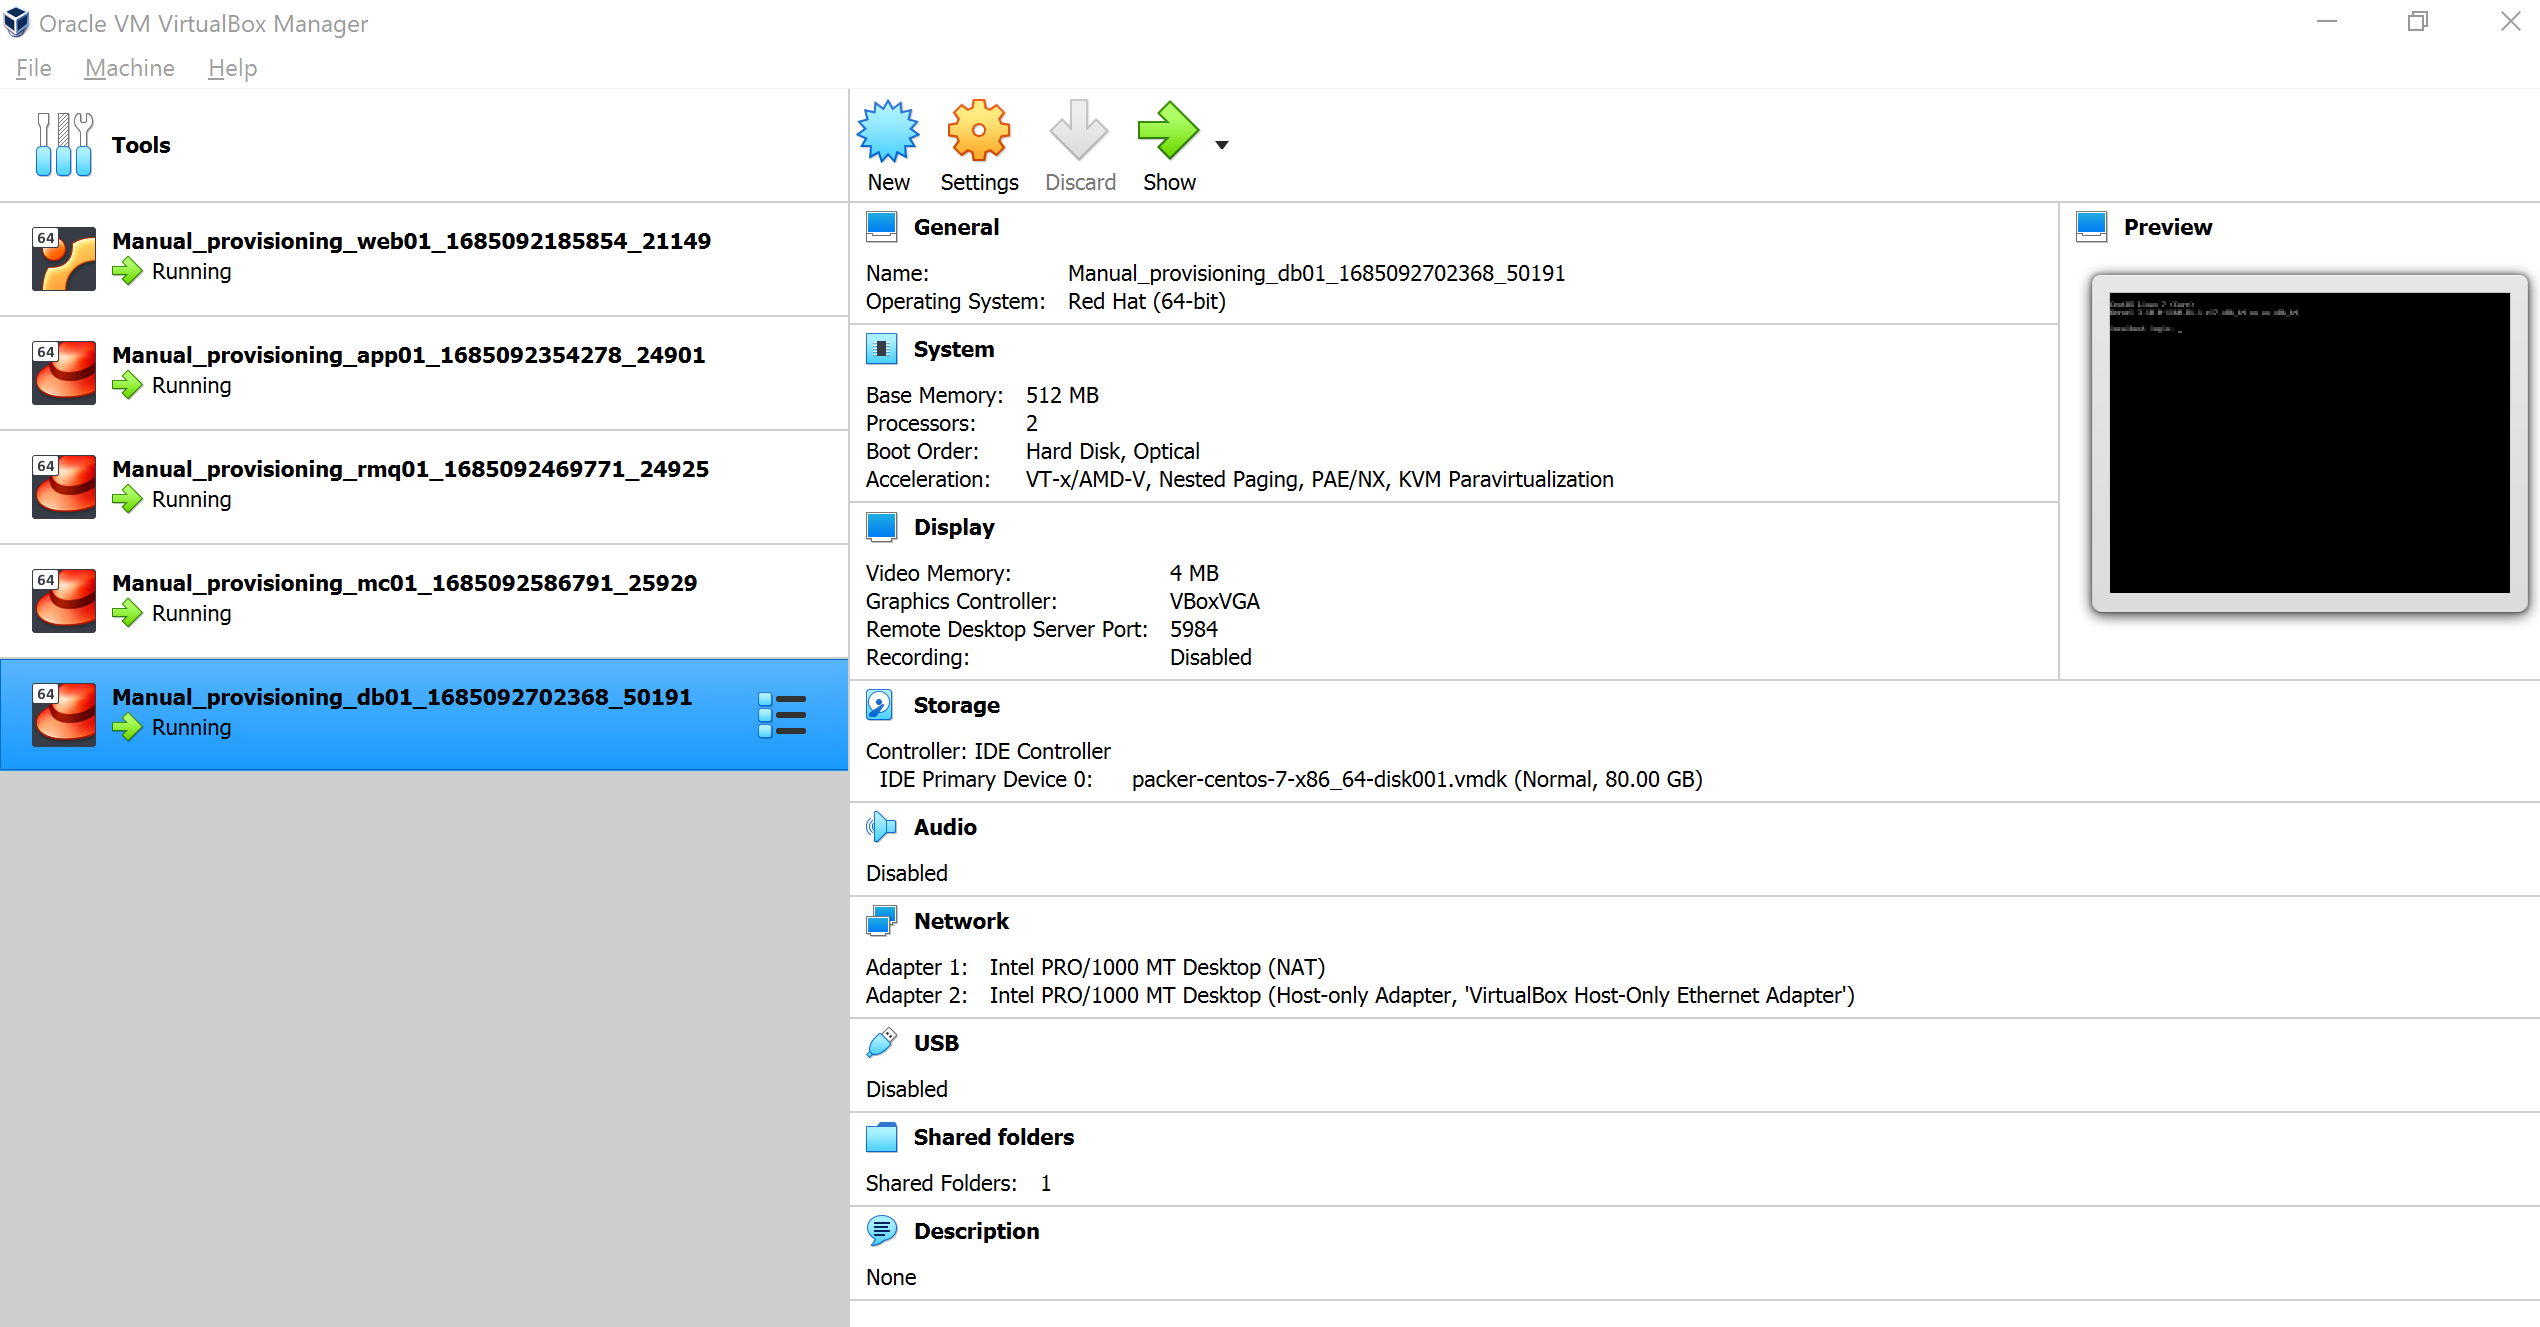 Oracle VM VirtualBox Manager
File Machine Help
Tools
New Settings Discard Show
64
Manual_provisioning_web01_1685092185854_21149
Running
64
Manual_provisioning_app01_1685092354278_24901
Running
64
Manual_provisioning_rmq01_1685092469771_24925
Running
64
Manual_provisioning_mc01_1685092586791_25929
Running
64
Manual_provisioning_db01_1685092702368_50191
Running
General
Name: Manual_provisioning_db01_1685092702368_50191
Operating System: Red Hat (64-bit)
System
Base Memory: 512 MB
Processors: 2
Boot Order: Hard Disk, Optical
Acceleration: VT-x/AMD-V, Nested Paging, PAE/NX, KVM Paravirtualization
Display
Video Memory: 4 MB
Graphics Controller: VBoxVGA
Remote Desktop Server Port: 5984
Recording: Disabled
Preview
Storage
Controller: IDE Controller
IDE Primary Device 0: packer-centos-7-x86_64-disk001.vmdk (Normal, 80.00 GB)
Audio
Disabled
Network
Adapter 1: Intel PRO/1000 MT Desktop (NAT)
Adapter 2: Intel PRO/1000 MT Desktop (Host-only Adapter, 'VirtualBox Host-Only Ethernet Adapter')
USB
Disabled
Shared folders
Shared Folders: 1
Description
None